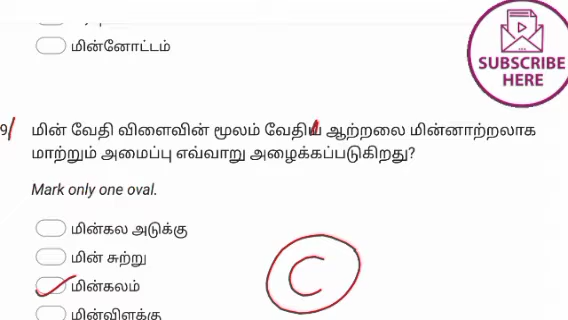 மின்னோட்டம்
SUBSCRIBE
HERE
9/ மின் வேதி விளைவின் மூலம் வேதிய ஆற்றலை மின்னாற்றலாக
மாற்றும் அமைப்பு எவ்வாறு அழைக்கப்படுகிறது?
Mark only one oval.
மின்கல அடுக்கு
மின் சுற்று
மின்கலம்
மின்விளக்கு
C